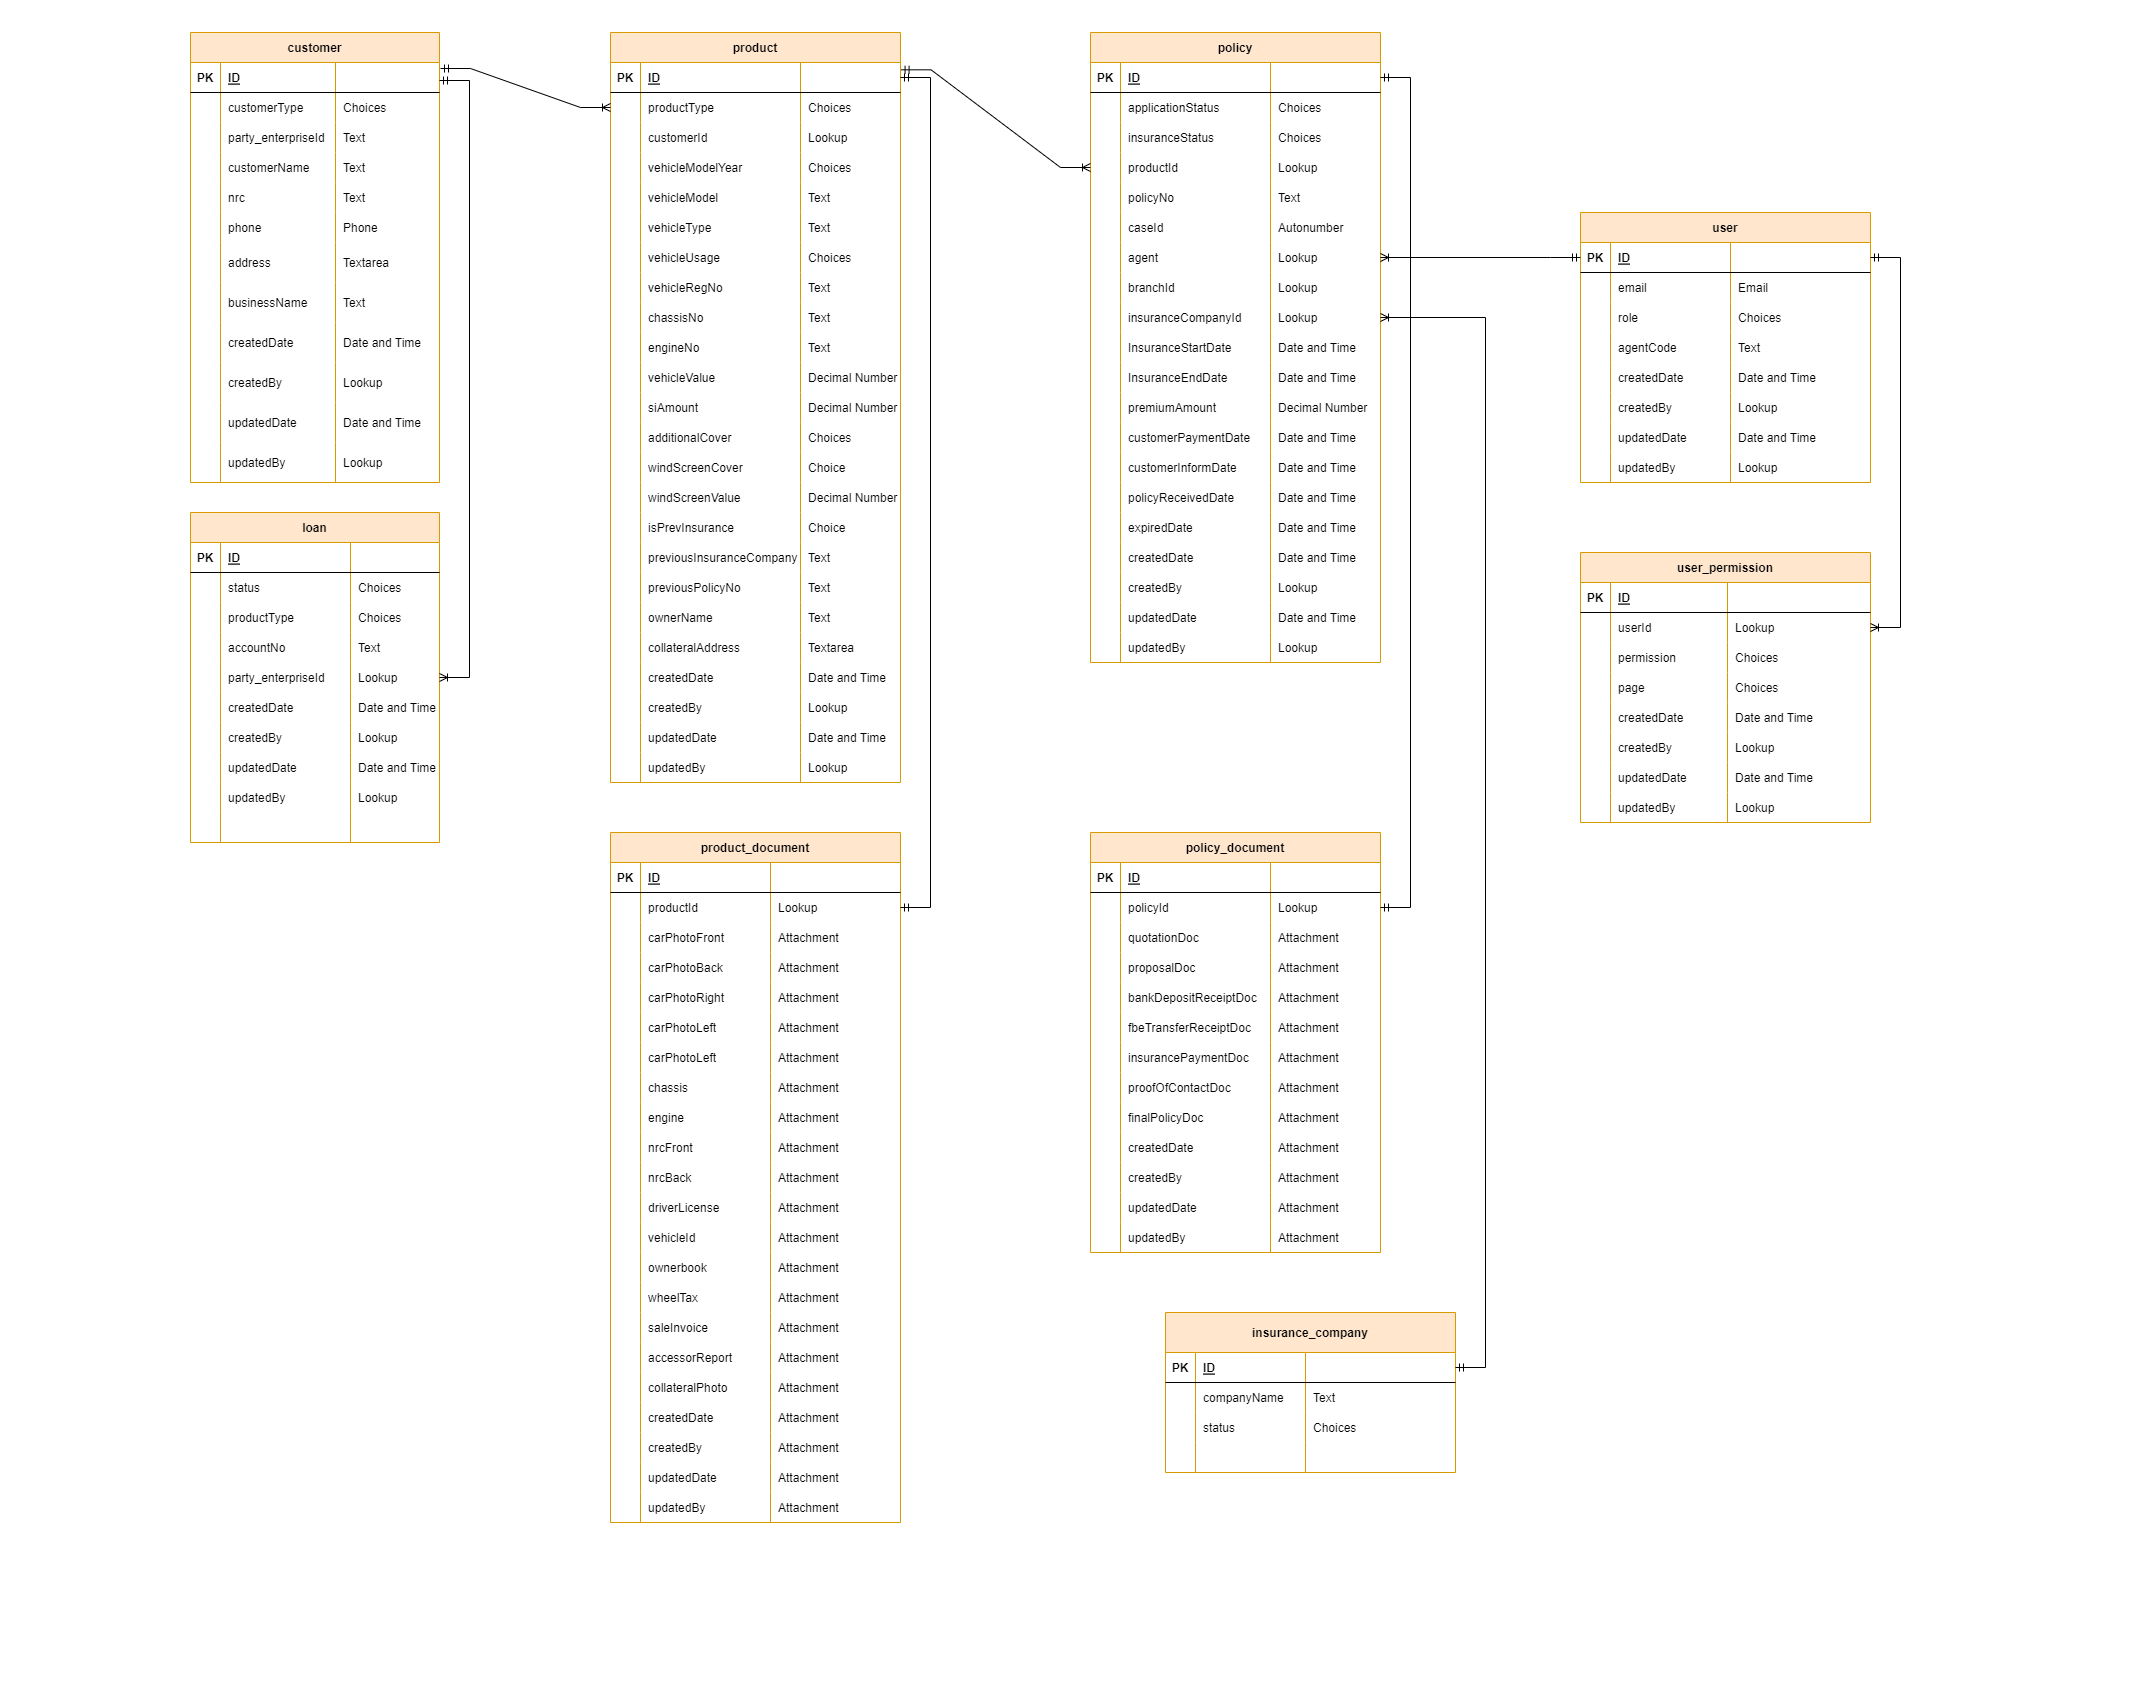 customer
PK ID
customerType Choices
party_enterpriseId Text
customerName Text
nrc Text
phone Phone
address Textarea
businessName Text
createdDate Date and Time
createdBy Lookup
updatedDate Date and Time
updatedBy Lookup
loan
PK ID
status Choices
productType Choices
accountNo Text
party_enterpriseId Lookup
createdDate Date and Time
createdBy Lookup
updatedDate Date and Time
updatedBy Lookup
product
PK ID
productType Choices
customerId Lookup
vehicleModelYear Choices
vehicleModel Text
vehicleType Text
vehicleUsage Choices
vehicleRegNo Text
chassisNo Text
engineNo Text
vehicleValue Decimal Number
siAmount Decimal Number
additionalCover Choices
windScreenCover Choice
windScreenValue Decimal Number
isPrevInsurance Choice
previousInsuranceCompany Text
previousPolicyNo Text
ownerName Text
collateralAddress Textarea
createdDate Date and Time
createdBy Lookup
updatedDate Date and Time
updatedBy Lookup
product_document
PK ID
productId Lookup
carPhotoFront Attachment
carPhotoBack Attachment
carPhotoRight Attachment
carPhotoLeft Attachment
carPhotoLeft Attachment
chassis Attachment
engine Attachment
nrcFront Attachment
nrcBack Attachment
driverLicense Attachment
vehicleId Attachment
ownerbook Attachment
wheelTax Attachment
saleInvoice Attachment
accessorReport Attachment
collateralPhoto Attachment
createdDate Attachment
createdBy Attachment
updatedDate Attachment
updatedBy Attachment
policy
PK ID
applicationStatus Choices
insuranceStatus Choices
productId Lookup
policyNo Text
caseId Autonumber
agent Lookup
branchId Lookup
insuranceCompanyId Lookup
InsuranceStartDate Date and Time
InsuranceEndDate Date and Time
premiumAmount Decimal Number
customerPaymentDate Date and Time
customerInformDate Date and Time
policyReceivedDate Date and Time
expiredDate Date and Time
createdDate Date and Time
createdBy Lookup
updatedDate Date and Time
updatedBy Lookup
policy_document
PK ID
policyId Lookup
quotationDoc Attachment
proposalDoc Attachment
bankDepositReceiptDoc Attachment
fbeTransferReceiptDoc Attachment
insurancePaymentDoc Attachment
proofOfContactDoc Attachment
finalPolicyDoc Attachment
createdDate Attachment
createdBy Attachment
updatedDate Attachment
updatedBy Attachment
insurance_company
PK ID
companyName Text
status Choices
user
PK ID
email Email
role Choices
agentCode Text
createdDate Date and Time
createdBy Lookup
updatedDate Date and Time
updatedBy Lookup
user_permission
PK ID
userId Lookup
permission Choices
page Choices
createdDate Date and Time
createdBy Lookup
updatedDate Date and Time
updatedBy Lookup